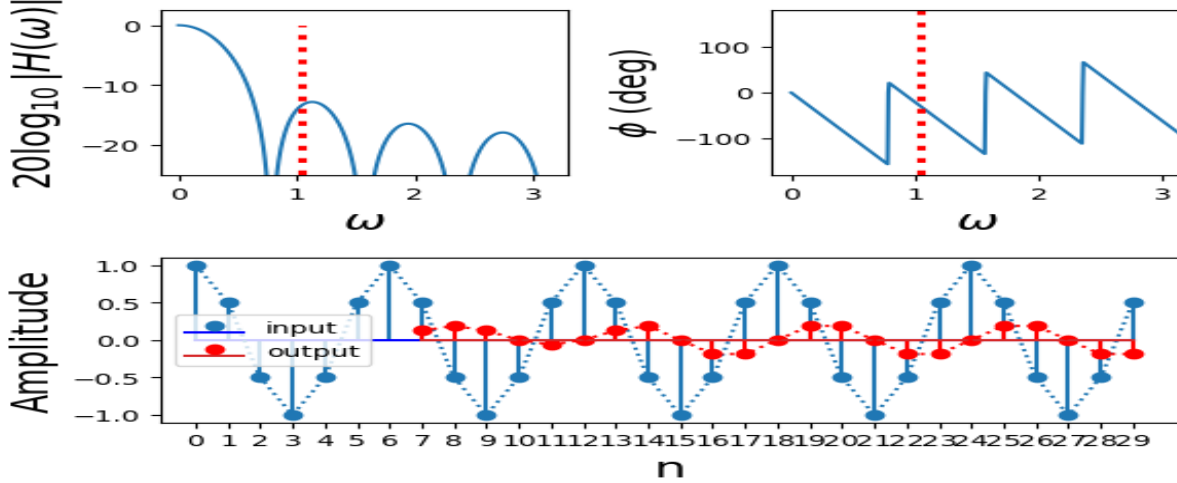 20log₁₀|H(ω)|
0
−10
−20
0 1 2 3
ω
ϕ (deg)
100
0
−100
0 1 2 3
ω
Amplitude
1.0
0.5
0.0
−0.5
−1.0
input
output
0 1 2 3 4 5 6 7 8 9 10 11 12 13 14 15 16 17 18 19 20 21 22 23 24 25 26 27 28 29
n